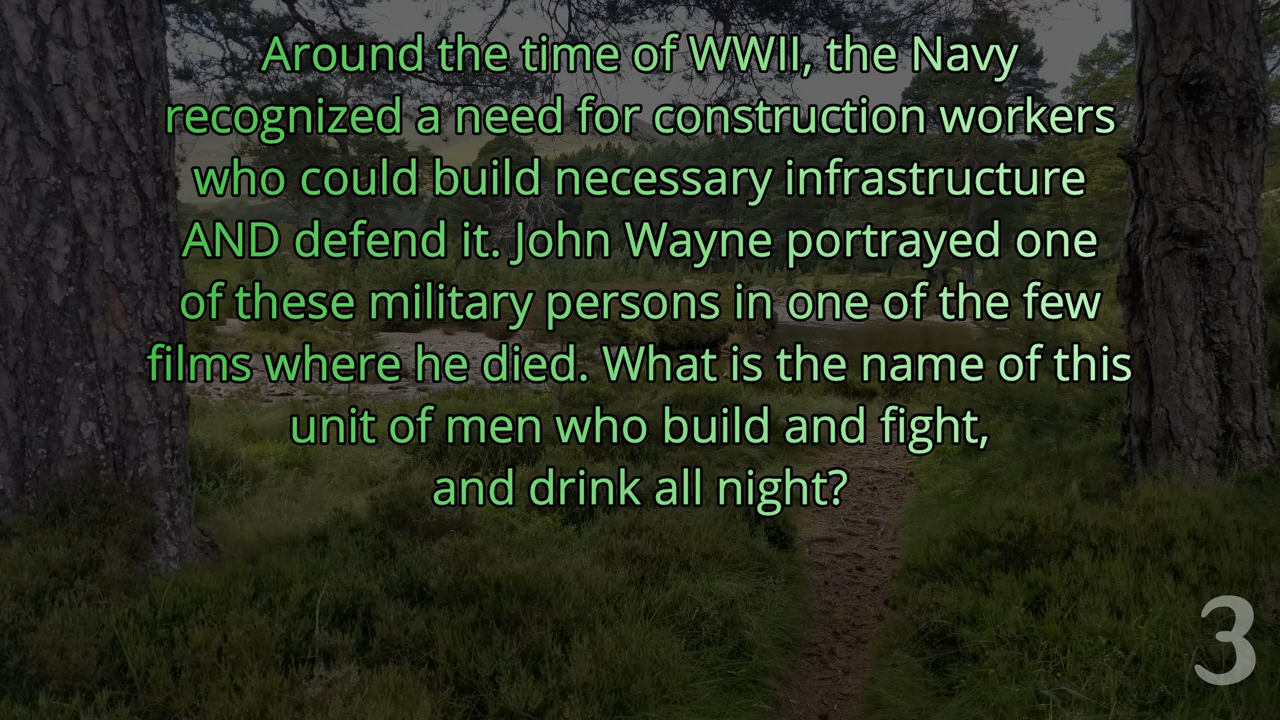 Around the time of WWII, the Navy
recognized a need for construction workers
who could build necessary infrastructure
AND defend it. John Wayne portrayed one
of these military persons in one of the few
films where he died. What is the name of this
unit of men who build and fight,
and drink all night?
3